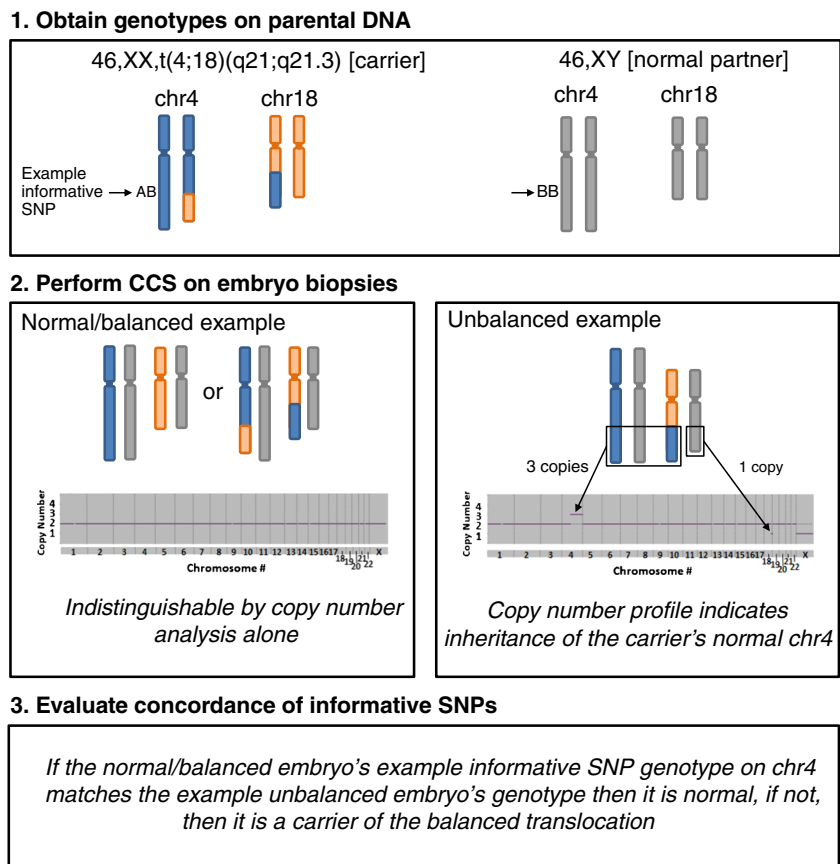 1. Obtain genotypes on parental DNA
46,XX,t(4;18)(q21;q21.3) [carrier]
46,XY [normal partner]
chr4
chr18
chr4
chr18
Example
informative
SNP
AB
BB
2. Perform CCS on embryo biopsies
Normal/balanced example
or
Copy Number
4
3
2
1
1 2 3 4 5 6 7 8 9 10 11 12 13 14 15 16 17 18 19 20 21 22 X
Chromosome #
Indistinguishable by copy number
analysis alone
Unbalanced example
3 copies
1 copy
Copy Number
4
3
2
1
1 2 3 4 5 6 7 8 9 10 11 12 13 14 15 16 17 18 19 20 21 22 X
Chromosome #
Copy number profile indicates
inheritance of the carrier's normal chr4
3. Evaluate concordance of informative SNPs
If the normal/balanced embryo's example informative SNP genotype on chr4
matches the example unbalanced embryo's genotype then it is normal, if not,
then it is a carrier of the balanced translocation